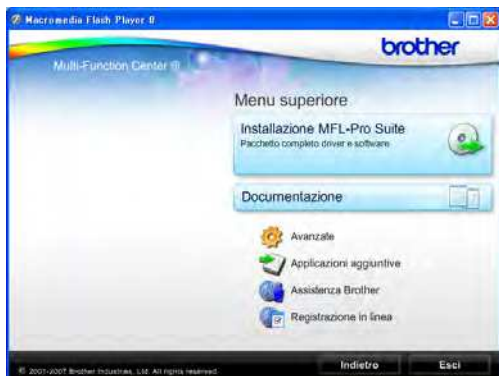 Macromedia Flash Player 8
brother
Multi-Function Center ®
Menu superiore
Installazione MFL-Pro Suite
Pacchetto completo driver e software
Documentazione
Avanzate
Applicazioni aggiuntive
Assistenza Brother
Registrazione in linea
© 2001-2007 Brother Industries, Ltd. All rights reserved.
Indietro
Esci